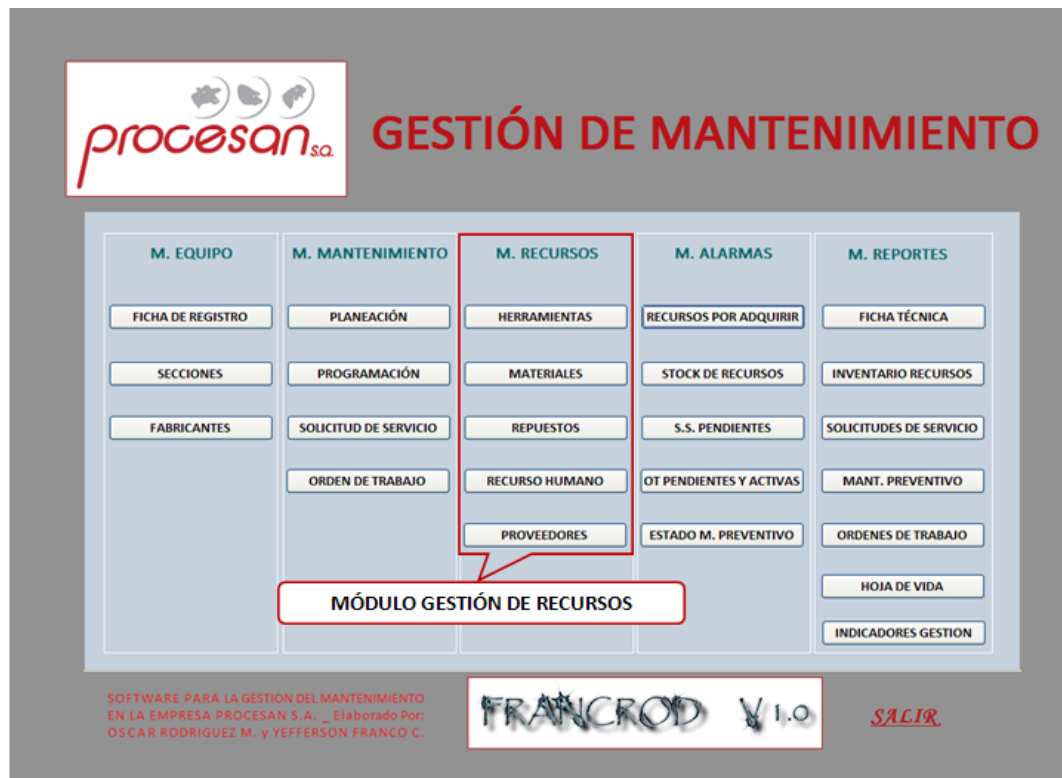 procesan s.a.
GESTIÓN DE MANTENIMIENTO
M. EQUIPO
FICHA DE REGISTRO
SECCIONES
FABRICANTES
M. MANTENIMIENTO
PLANEACIÓN
PROGRAMACIÓN
SOLICITUD DE SERVICIO
ORDEN DE TRABAJO
M. RECURSOS
HERRAMIENTAS
MATERIALES
REPUESTOS
RECURSO HUMANO
PROVEEDORES
MÓDULO GESTIÓN DE RECURSOS
M. ALARMAS
RECURSOS POR ADQUIRIR
STOCK DE RECURSOS
S.S. PENDIENTES
OT PENDIENTES Y ACTIVAS
ESTADO M. PREVENTIVO
M. REPORTES
FICHA TÉCNICA
INVENTARIO RECURSOS
SOLICITUDES DE SERVICIO
MANT. PREVENTIVO
ORDENES DE TRABAJO
HOJA DE VIDA
INDICADORES GESTION
SOFTWARE PARA LA GESTION DEL MANTENIMIENTO
EN LA EMPRESA PROCESAN S.A. _ Elaborado Por:
OSCAR RODRIGUEZ M. y YEFFERSON FRANCO C.
FRANCROD V 1.0
SALIR